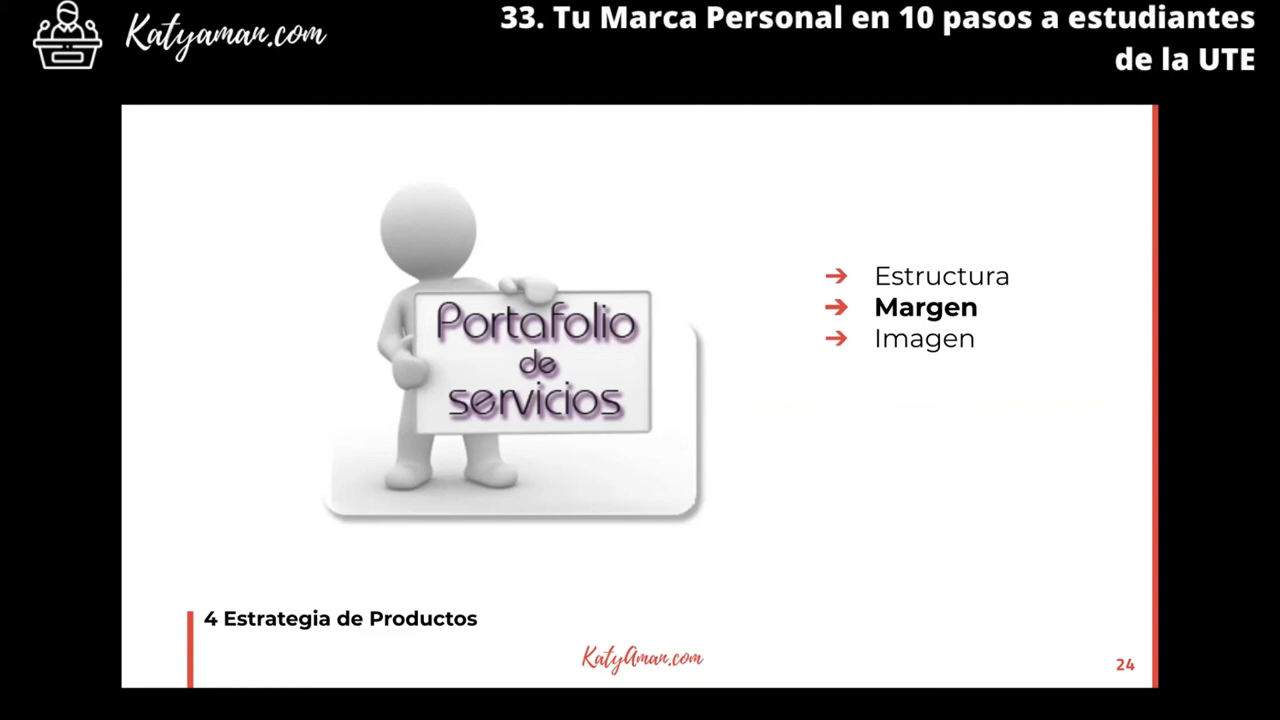 Katyaman.com
33. Tu Marca Personal en 10 pasos a estudiantes
de la UTE
Portafolio
de
servicios
➔ Estructura
➔ Margen
➔ Imagen
4 Estrategia de Productos
KatyAman.com
24